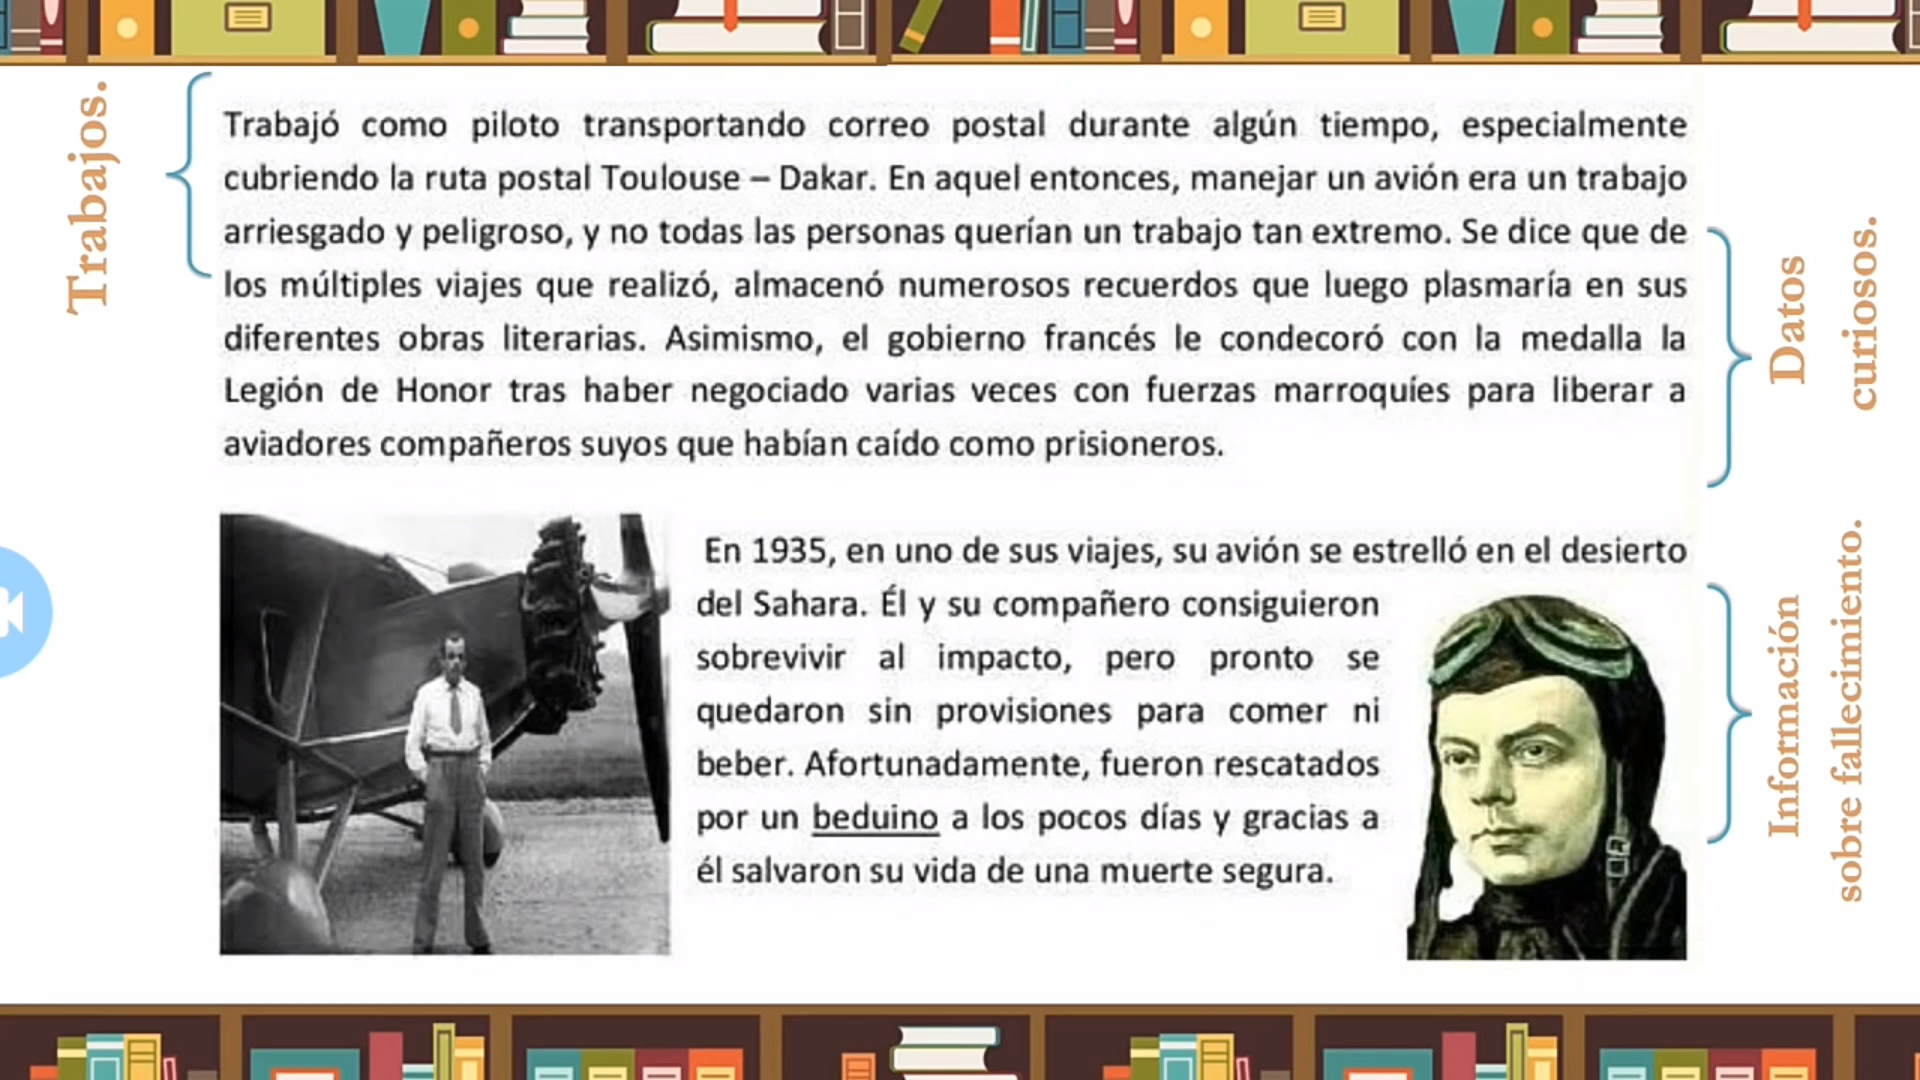 Trabajos.
Trabajó como piloto transportando correo postal durante algún tiempo, especialmente
cubriendo la ruta postal Toulouse – Dakar. En aquel entonces, manejar un avión era un trabajo
arriesgado y peligroso, y no todas las personas querían un trabajo tan extremo. Se dice que de
los múltiples viajes que realizó, almacenó numerosos recuerdos que luego plasmaría en sus
diferentes obras literarias. Asimismo, el gobierno francés le condecoró con la medalla la
Legión de Honor tras haber negociado varias veces con fuerzas marroquíes para liberar a
aviadores compañeros suyos que habían caído como prisioneros.
Datos
curiosos.
En 1935, en uno de sus viajes, su avión se estrelló en el desierto
del Sahara. Él y su compañero consiguieron
sobrevivir al impacto, pero pronto se
quedaron sin provisiones para comer ni
beber. Afortunadamente, fueron rescatados
por un beduino a los pocos días y gracias a
él salvaron su vida de una muerte segura.
Información
sobre fallecimiento.